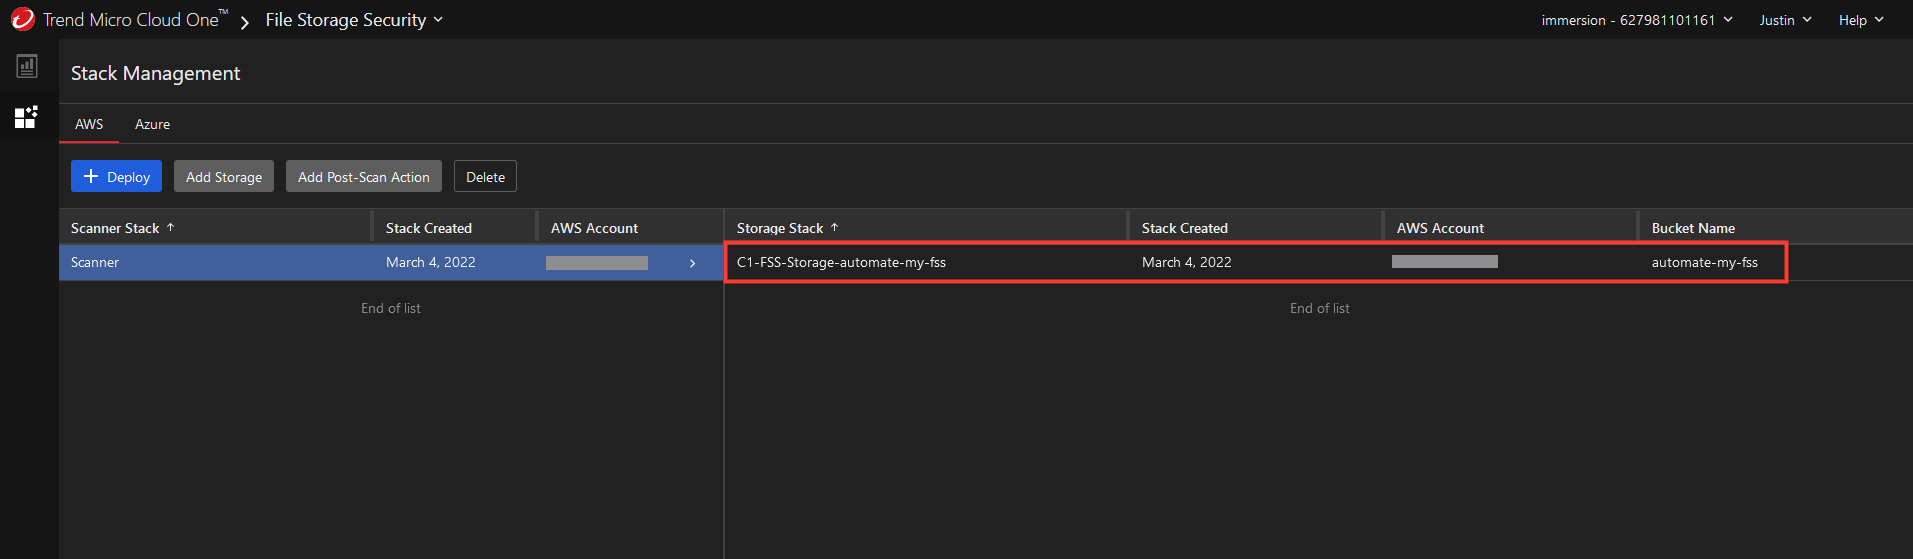 Trend Micro Cloud One™ File Storage Security immersion - 627981101161 Justin Help
Stack Management
AWS Azure
Deploy Add Storage Add Post-Scan Action Delete
Scanner Stack ↑ Stack Created AWS Account Storage Stack ↑ Stack Created AWS Account Bucket Name
Scanner March 4, 2022 C1-FSS-Storage-automate-my-fss March 4, 2022 automate-my-fss
End of list End of list